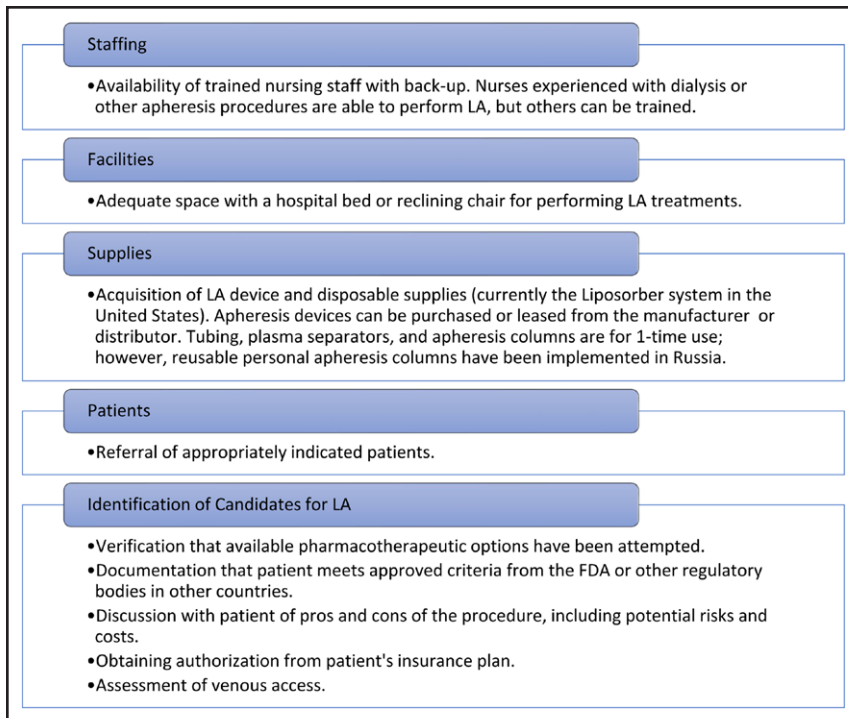 Staffing
•Availability of trained nursing staff with back-up. Nurses experienced with dialysis or
other apheresis procedures are able to perform LA, but others can be trained.
Facilities
•Adequate space with a hospital bed or reclining chair for performing LA treatments.
Supplies
•Acquisition of LA device and disposable supplies (currently the Liposorber system in the
United States). Apheresis devices can be purchased or leased from the manufacturer or
distributor. Tubing, plasma separators, and apheresis columns are for 1-time use;
however, reusable personal apheresis columns have been implemented in Russia.
Patients
•Referral of appropriately indicated patients.
Identification of Candidates for LA
•Verification that available pharmacotherapeutic options have been attempted.
•Documentation that patient meets approved criteria from the FDA or other regulatory
bodies in other countries.
•Discussion with patient of pros and cons of the procedure, including potential risks and
costs.
•Obtaining authorization from patient's insurance plan.
•Assessment of venous access.